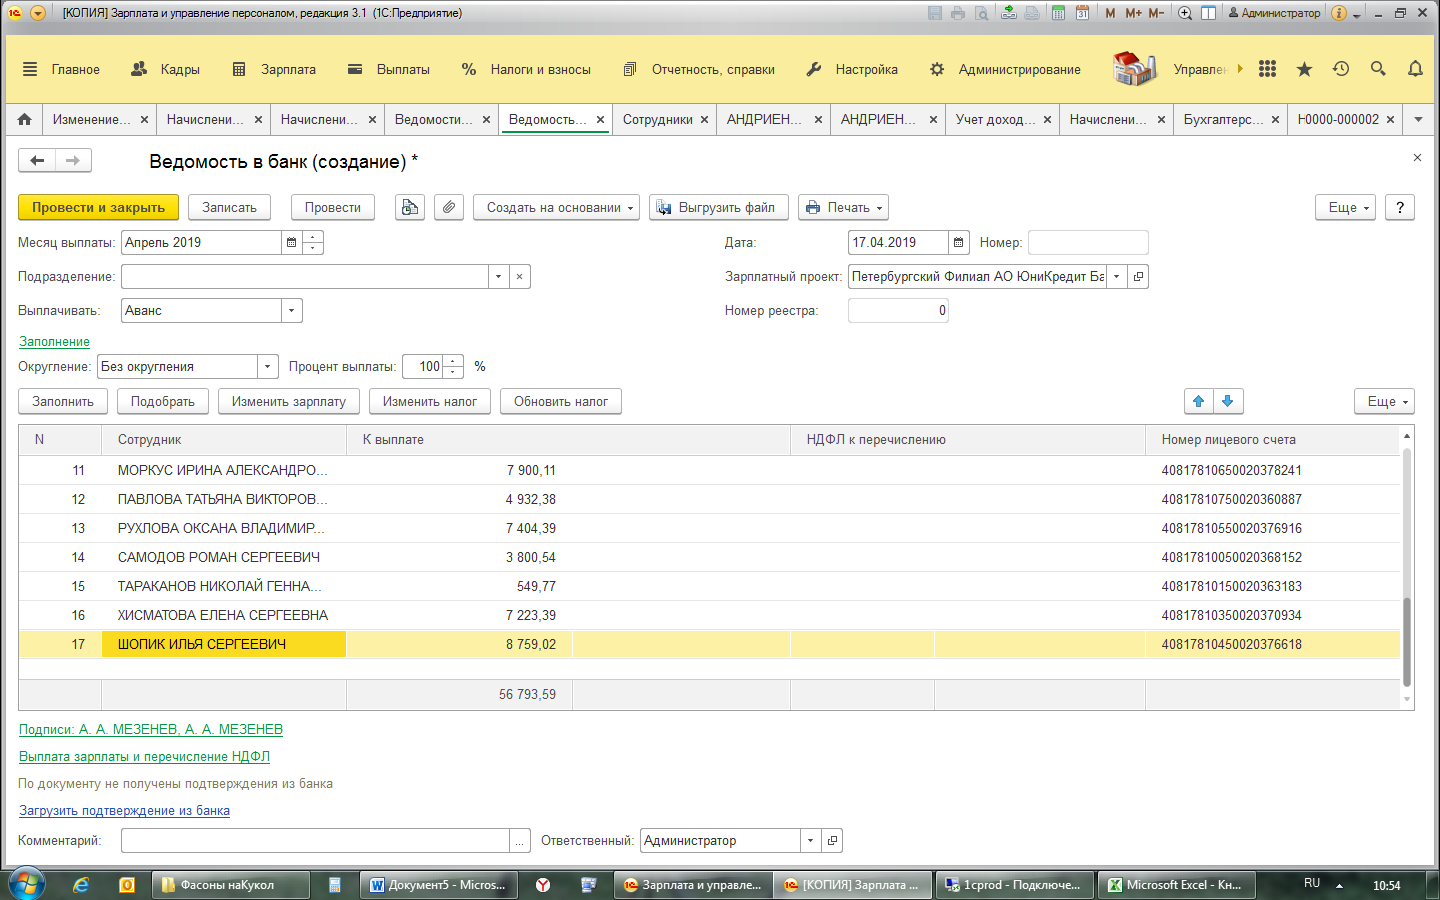 [КОПИЯ] Зарплата и управление персоналом, редакция 3.1 (1С:Предприятие)
M M+ M- Администратор
Главное Кадры Зарплата Выплаты Налоги и взносы Отчетность, справки Настройка Администрирование Управлен
Изменение... Начислени... Начислени... Ведомости... Ведомость... Сотрудники АНДРИЕН... АНДРИЕН... Учет доход... Начислени... Бухгалтерс... Н0000-000002
Ведомость в банк (создание) *
Провести и закрыть Записать Провести Создать на основании Выгрузить файл Печать Еще ?
Месяц выплаты: Апрель 2019 Дата: 17.04.2019 Номер:
Подразделение: Зарплатный проект: Петербургский Филиал АО ЮниКредит Ба
Выплачивать: Аванс Номер реестра: 0
Заполнение
Округление: Без округления Процент выплаты: 100 %
Заполнить Подобрать Изменить зарплату Изменить налог Обновить налог Еще
N Сотрудник К выплате НДФЛ к перечислению Номер лицевого счета
11 МОРКУС ИРИНА АЛЕКСАНДРО... 7 900,11 40817810650020378241
12 ПАВЛОВА ТАТЬЯНА ВИКТОРОВ... 4 932,38 40817810750020360887
13 РУХЛОВА ОКСАНА ВЛАДИМИР... 7 404,39 40817810550020376916
14 САМОДОВ РОМАН СЕРГЕЕВИЧ 3 800,54 40817810050020368152
15 ТАРАКАНОВ НИКОЛАЙ ГЕННА... 549,77 40817810150020363183
16 ХИСМАТОВА ЕЛЕНА СЕРГЕЕВНА 7 223,39 40817810350020370934
17 ШОПИК ИЛЬЯ СЕРГЕЕВИЧ 8 759,02 40817810450020376618
56 793,59
Подписи: А. А. МЕЗЕНЕВ, А. А. МЕЗЕНЕВ
Выплата зарплаты и перечисление НДФЛ
По документу не получены подтверждения из банка
Загрузить подтверждение из банка
Комментарий: ... Ответственный: Администратор
Фасоны наКукол Документ5 - Micros... Зарплата и управле... [КОПИЯ] Зарплата ... 1cprod - Подключе... Microsoft Excel - Кн... RU 10:54